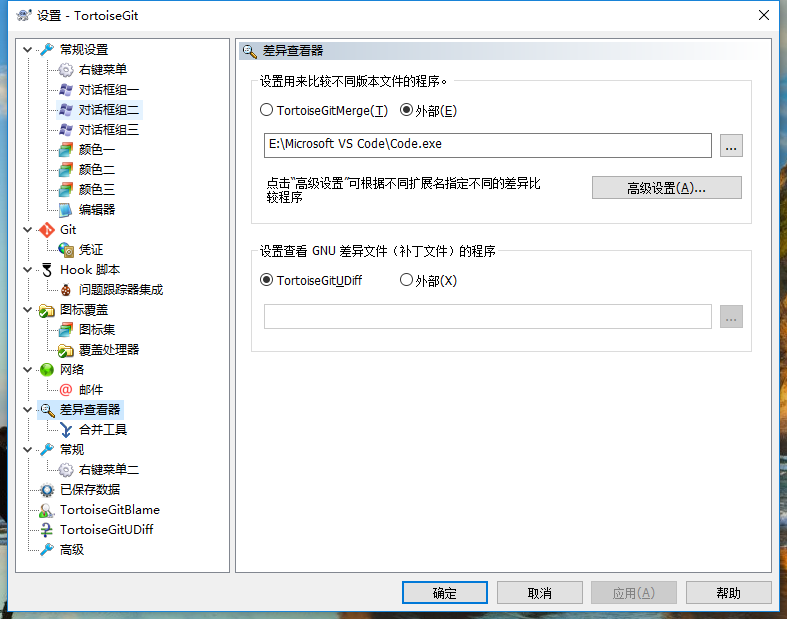 设置 - TortoiseGit
常规设置
右键菜单
对话框组一
对话框组二
对话框组三
颜色一
颜色二
颜色三
编辑器
Git
凭证
Hook 脚本
问题跟踪器集成
图标覆盖
图标集
覆盖处理器
网络
邮件
差异查看器
合并工具
常规
右键菜单二
已保存数据
TortoiseGitBlame
TortoiseGitUDiff
高级
差异查看器
设置用来比较不同版本文件的程序。
TortoiseGitMerge(T) 外部(E)
E:\Microsoft VS Code\Code.exe
...
点击"高级设置"可根据不同扩展名指定不同的差异比
较程序
高级设置(A)...
设置查看 GNU 差异文件（补丁文件）的程序
TortoiseGitUDiff 外部(X)
...
确定 取消 应用(A) 帮助